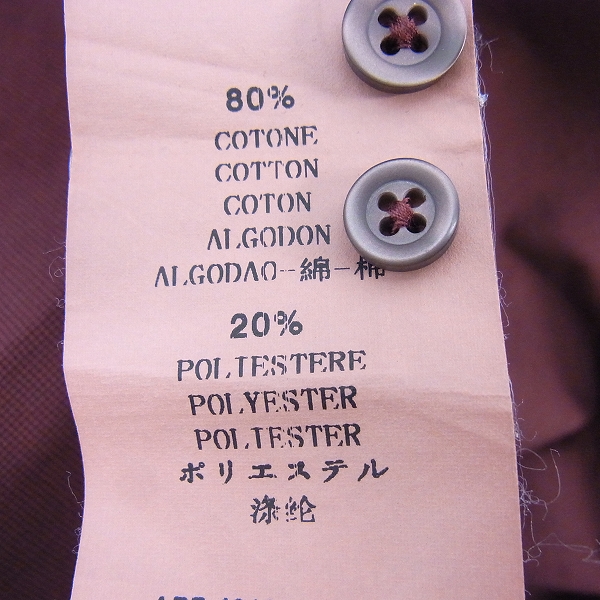 80%
COTONE
COTTON
COTON
ALGODON
ALGODAO-綿-棉
20%
POLIESTERE
POLYESTER
POLIESTER
ポリエステル
涤纶